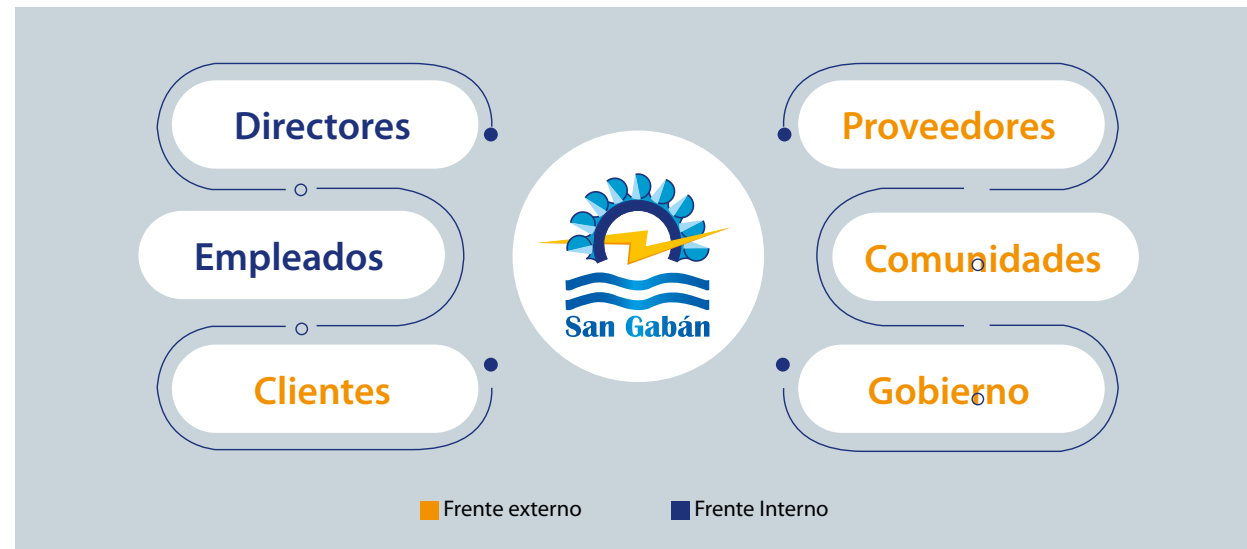 Directores
Empleados
Clientes
San Gabán
Proveedores
Comunidades
Gobierno
Frente externo
Frente Interno